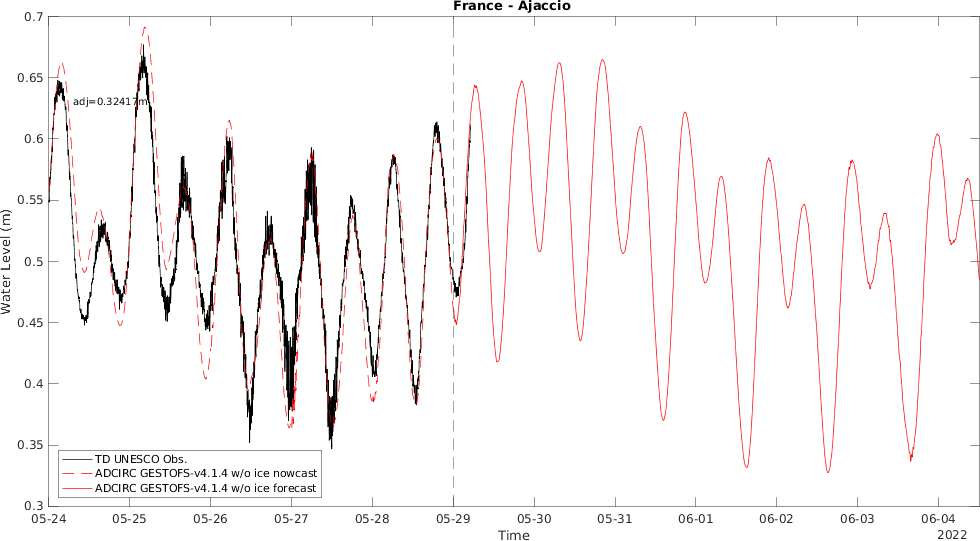 France - Ajaccio
Water Level (m)
0.7
0.65
0.6
0.55
0.5
0.45
0.4
0.35
0.3
adj=0.32417m
TD UNESCO Obs.
ADCIRC GESTOFS-v4.1.4 w/o ice nowcast
ADCIRC GESTOFS-v4.1.4 w/o ice forecast
05-24 05-25 05-26 05-27 05-28 05-29 05-30 05-31 06-01 06-02 06-03 06-04
Time
2022